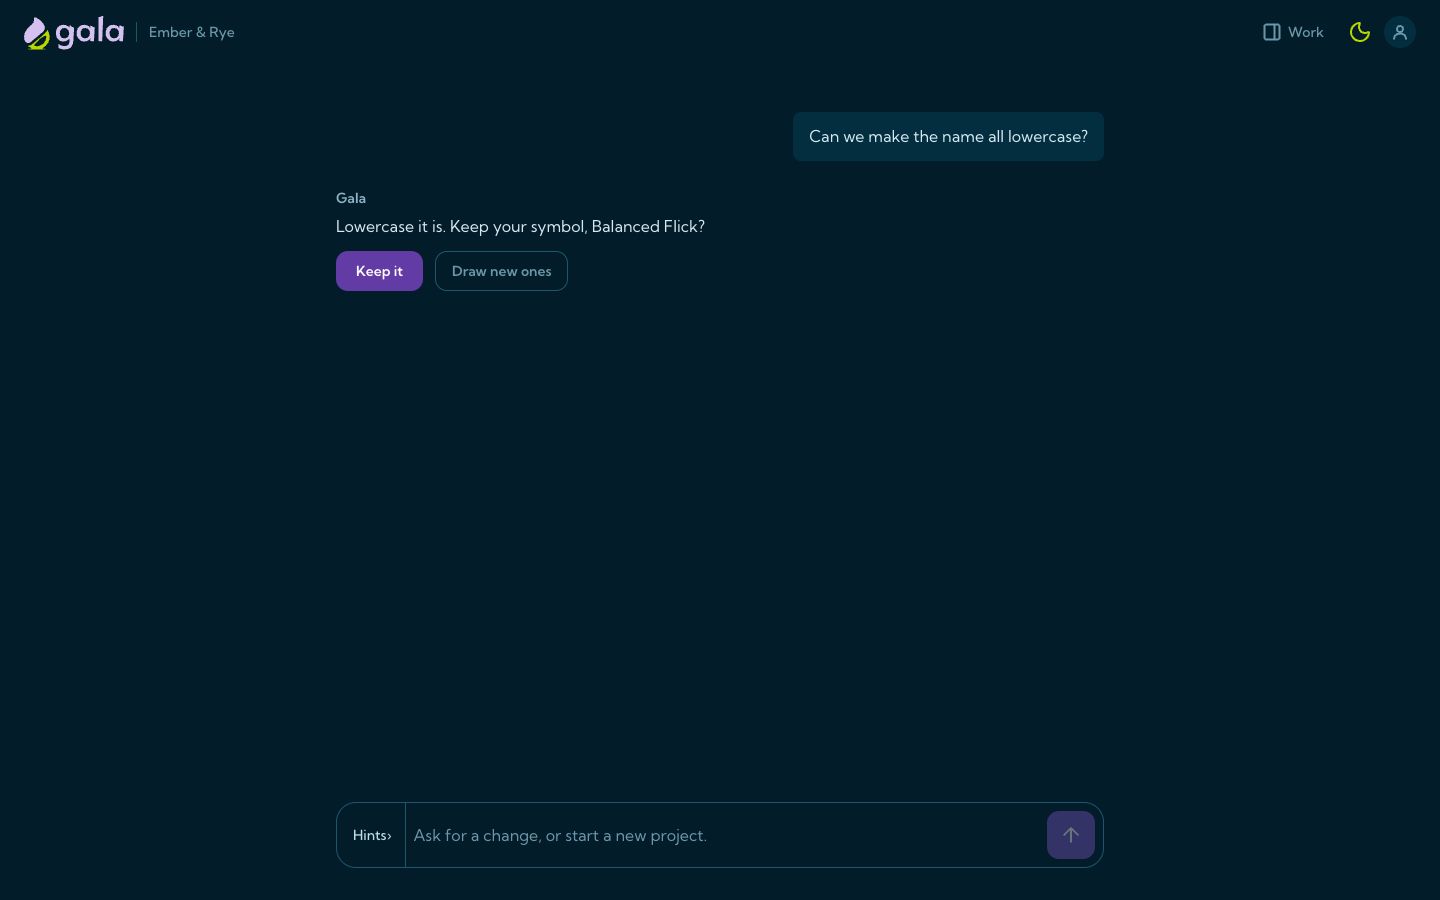 gala
Ember & Rye
Work
Can we make the name all lowercase?
Gala
Lowercase it is. Keep your symbol, Balanced Flick?
Keep it
Draw new ones
Hints›
Ask for a change, or start a new project.